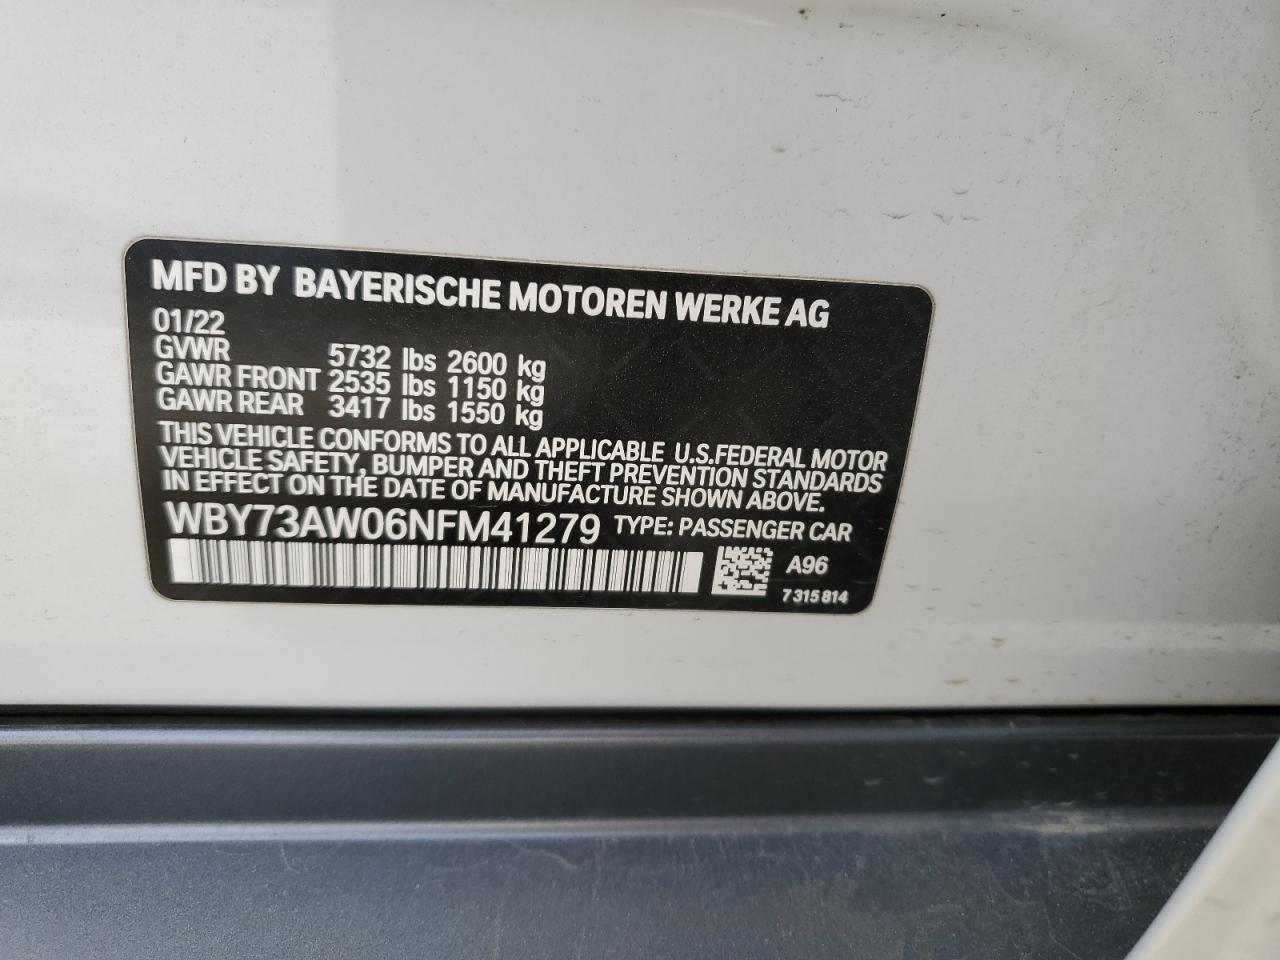 MFD BY BAYERISCHE MOTOREN WERKE AG
01/22
GVWR 5732 lbs 2600 kg
GAWR FRONT 2535 lbs 1150 kg
GAWR REAR 3417 lbs 1550 kg
THIS VEHICLE CONFORMS TO ALL APPLICABLE U.S.FEDERAL MOTOR
VEHICLE SAFETY, BUMPER AND THEFT PREVENTION STANDARDS
IN EFFECT ON THE DATE OF MANUFACTURE SHOWN ABOVE.
WBY73AW06NFM41279 TYPE: PASSENGER CAR
A96
7 315 814